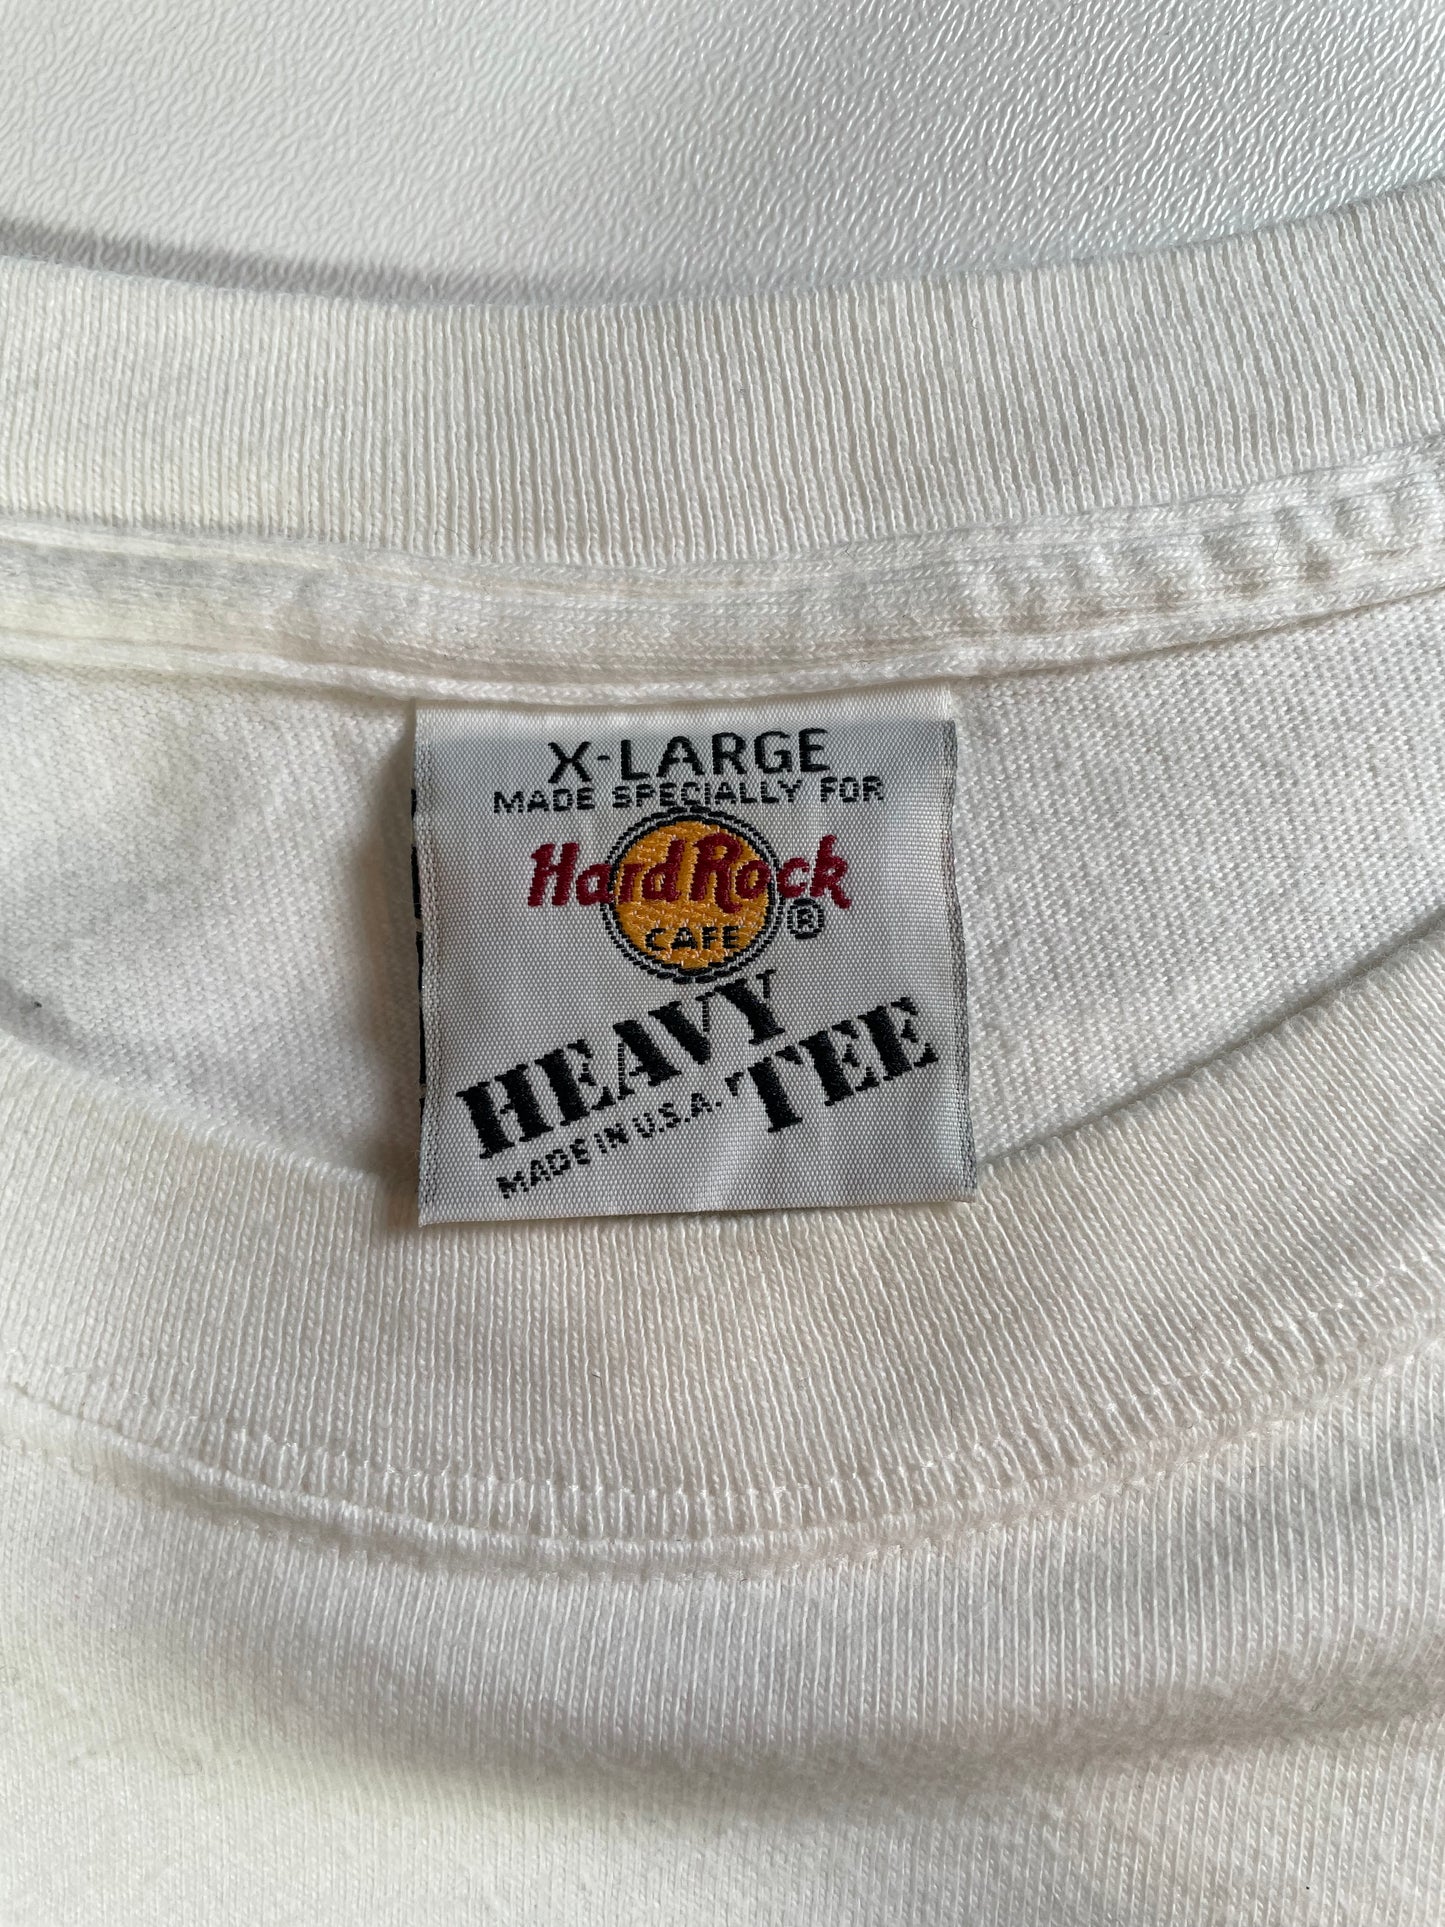 X-LARGE
MADE SPECIALLY FOR
Hard Rock
CAFE ®
HEAVY TEE
MADE IN U.S.A.